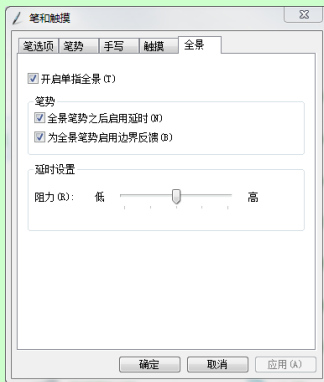 笔和触摸
笔选项 笔势 手写 触摸 全景
开启单指全景(T)
笔势
全景笔势之后启用延时(N)
为全景笔势启用边界反馈(B)
延时设置
阻力(R): 低 高
确定 取消 应用(A)